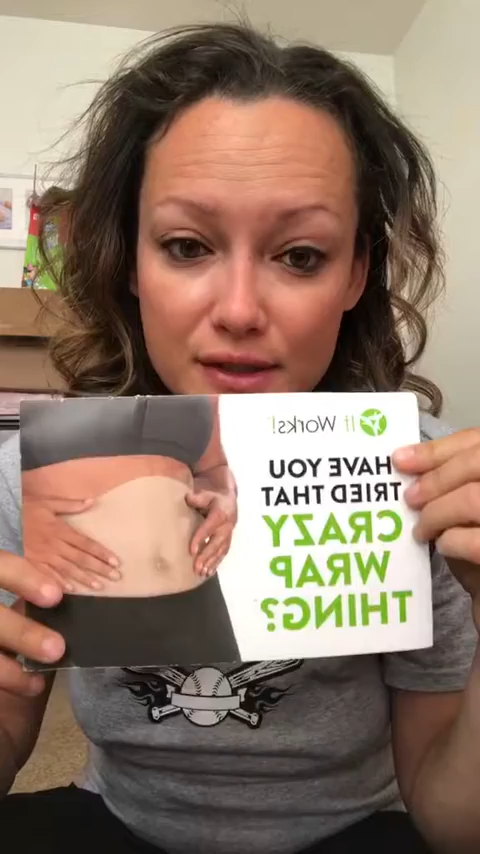 It Works!
HAVE YOU
TRIED THAT
CRAZY
WRAP
THING?